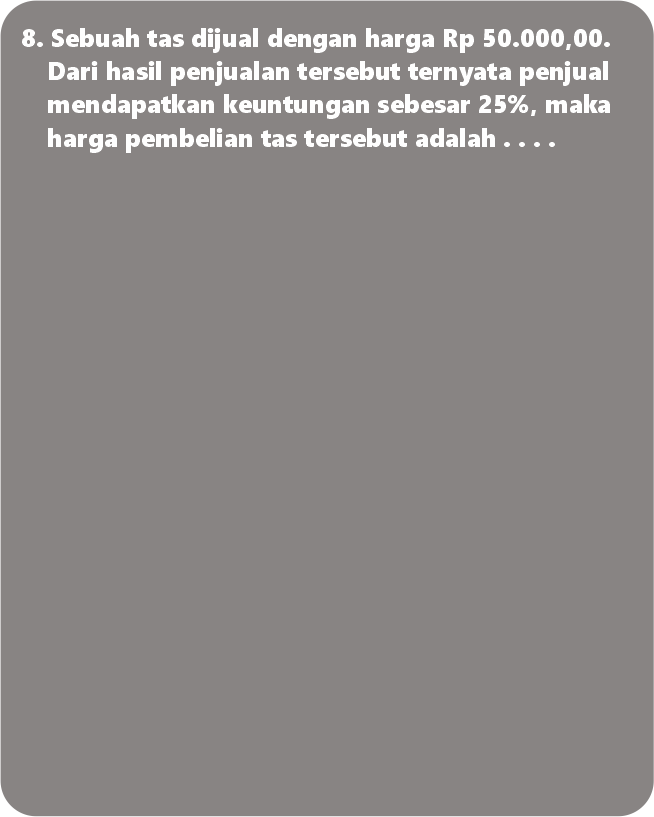 8. Sebuah tas dijual dengan harga Rp 50.000,00.
Dari hasil penjualan tersebut ternyata penjual
mendapatkan keuntungan sebesar 25%, maka
harga pembelian tas tersebut adalah . . . .